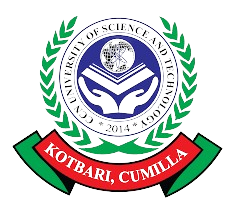 CCN UNIVERSITY OF SCIENCE AND TECHNOLOGY
* 2014 *
KOTBARI, CUMILLA